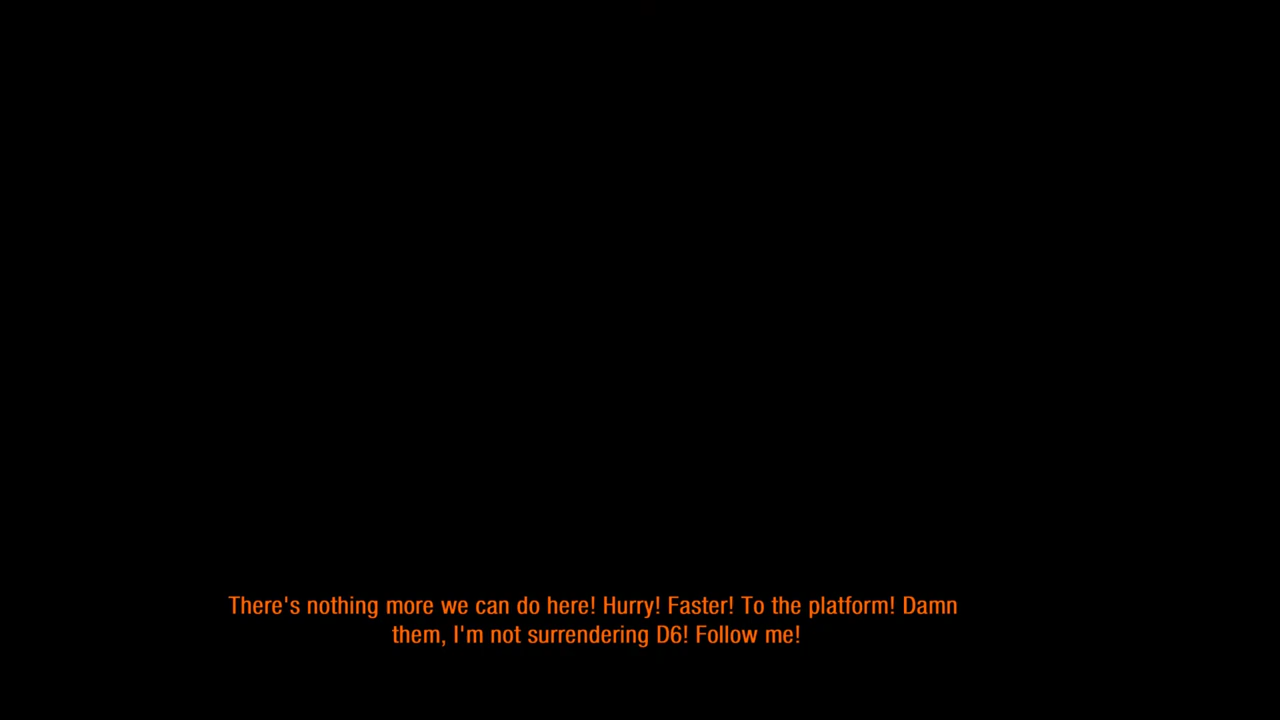 There's nothing more we can do here! Hurry! Faster! To the platform! Damn
them, I'm not surrendering D6! Follow me!